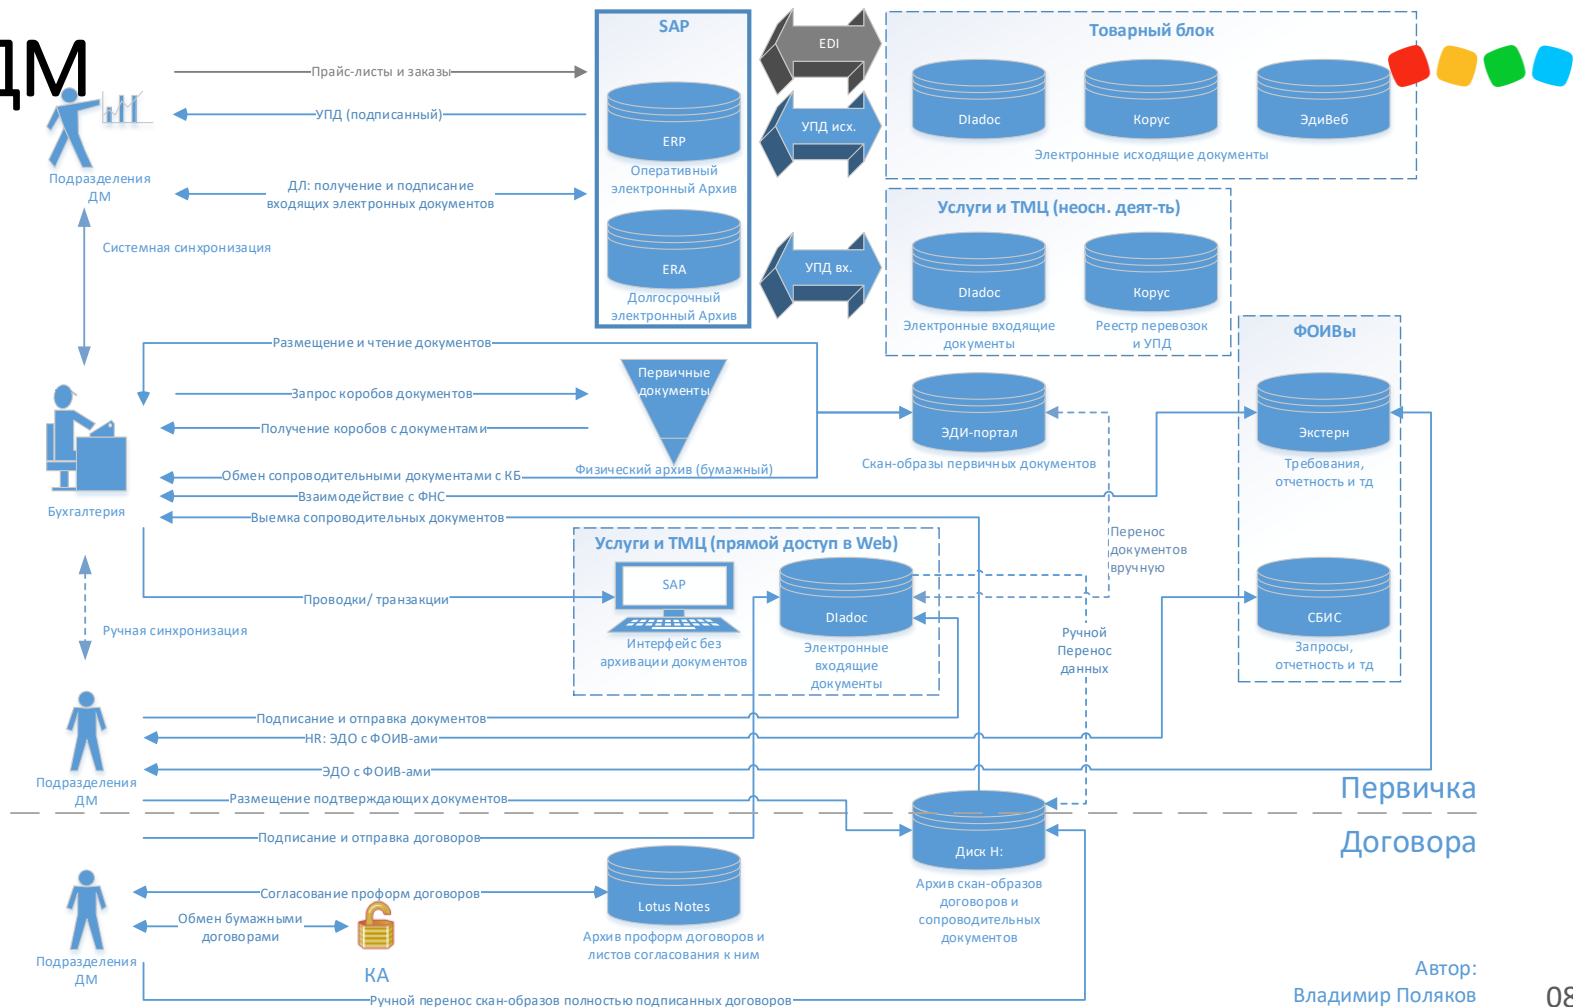 ДМ
SAP
EDI
Товарный блок
Прайс-листы и заказы
DIadoc
Корус
ЭдиВеб
УПД (подписанный)
УПД исх.
ERP
Электронные исходящие документы
Оперативный
электронный Архив
Подразделения
ДМ
ДЛ: получение и подписание
входящих электронных документов
Услуги и ТМЦ (неосн. деят-ть)
Системная синхронизация
ERA
УПД вх.
DIadoc
Корус
Долгосрочный
электронный Архив
Электронные входящие
документы
Реестр перевозок
и УПД
ФОИВы
Размещение и чтение документов
Первичные
документы
Запрос коробов документов
Получение коробов с документами
ЭДИ-портал
Экстерн
Обмен сопроводительными документами с КБ
Физический архив (бумажный)
Скан-образы первичных документов
Требования,
отчетность и тд
Взаимодействие с ФНС
Бухгалтерия
Выемка сопроводительных документов
Услуги и ТМЦ (прямой доступ в Web)
Перенос
документов
вручную
SAP
Проводки/ транзакции
DIadoc
СБИС
Ручная синхронизация
Интерфейс без
архивации документов
Электронные
входящие
документы
Ручной
Перенос
данных
Запросы,
отчетность и тд
Подписание и отправка документов
HR: ЭДО с ФОИВ-ами
ЭДО с ФОИВ-ами
Подразделения
ДМ
Размещение подтверждающих документов
Первичка
Подписание и отправка договоров
Договора
Диск H:
Согласование проформ договоров
Lotus Notes
Архив скан-образов
договоров и
сопроводительных
документов
Обмен бумажными
договорами
Архив проформ договоров и
листов согласования к ним
Подразделения
ДМ
КА
Ручной перенос скан-образов полностью подписанных договоров
Автор:
Владимир Поляков
08